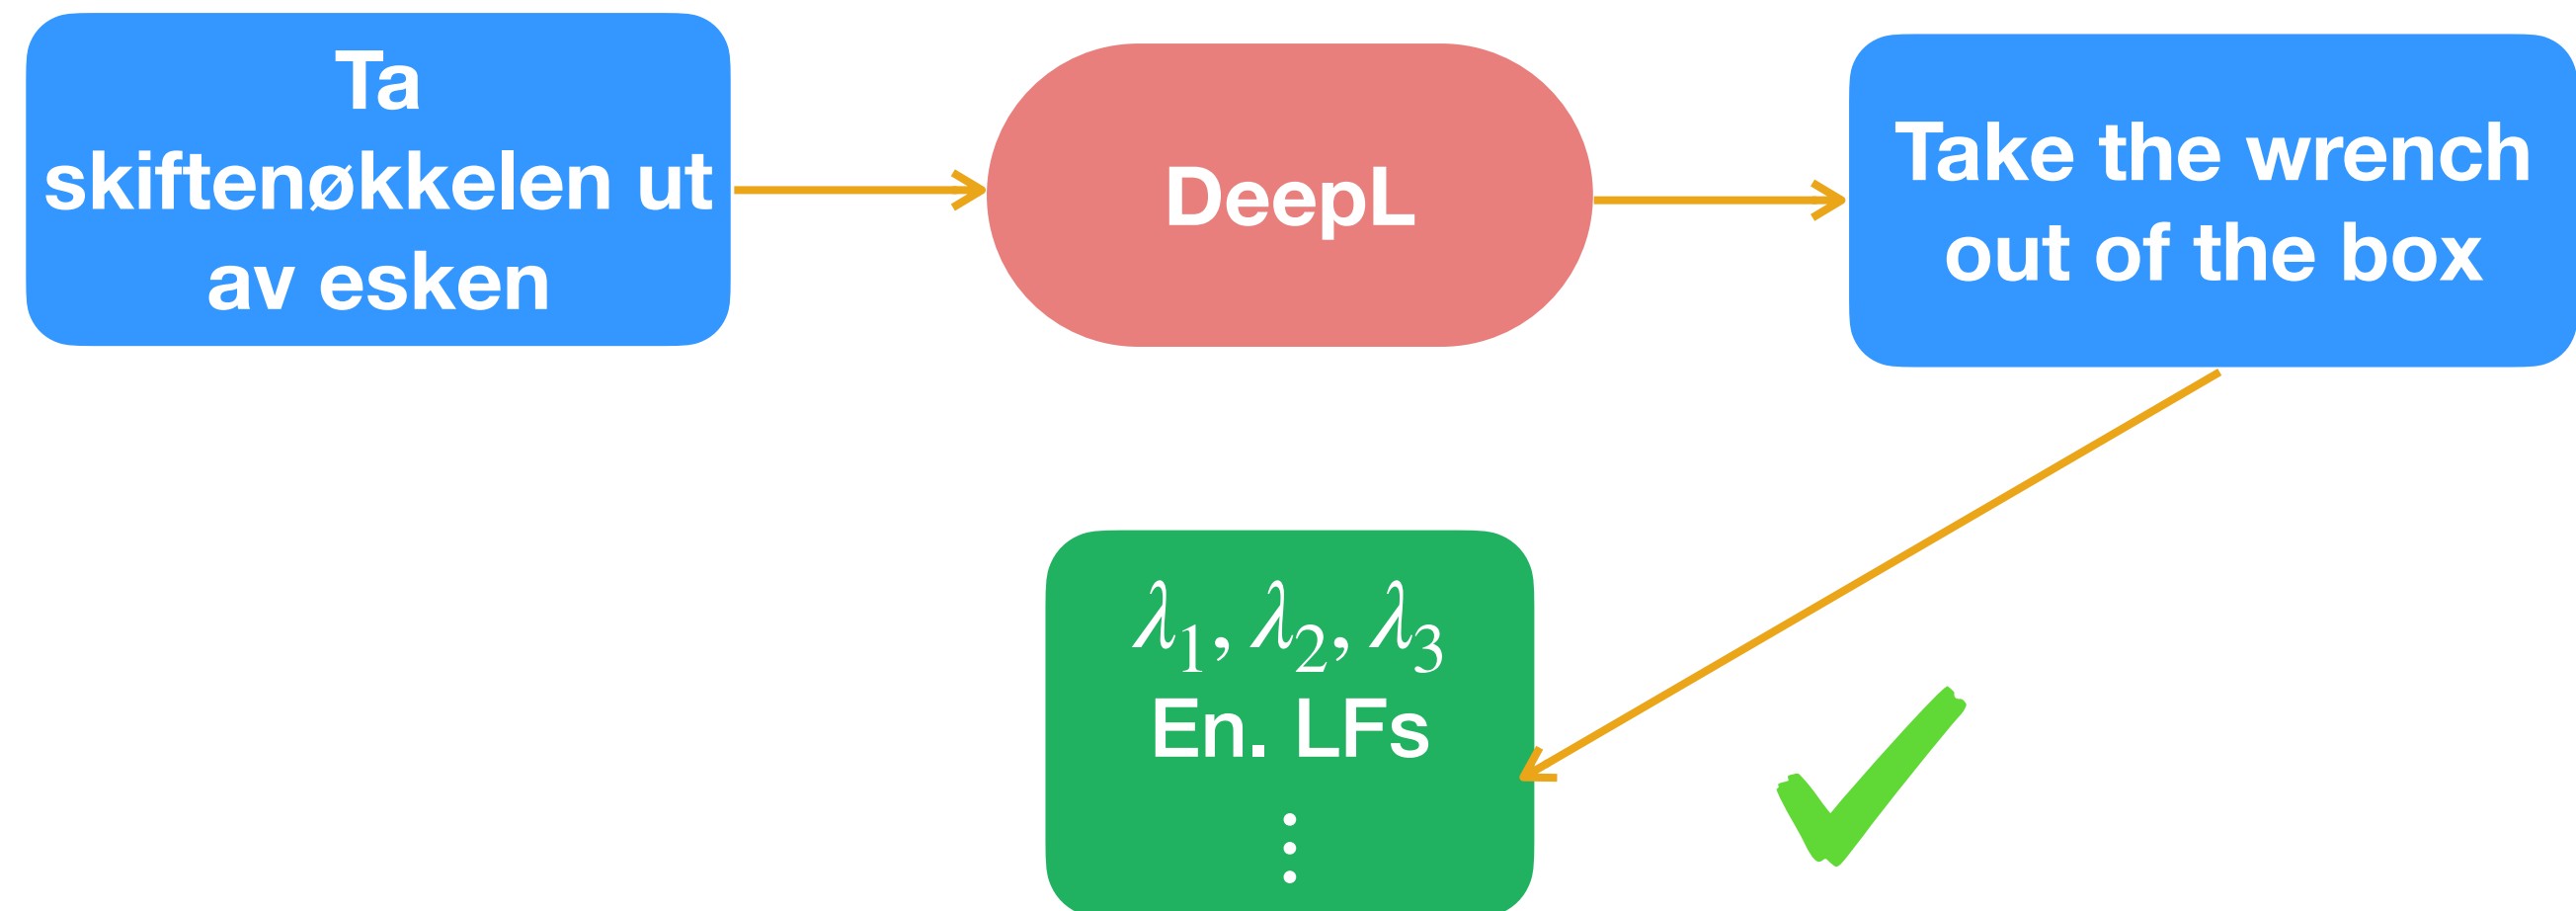 Ta
skiftenøkkelen ut
av esken
DeepL
Take the wrench
out of the box
λ₁, λ₂, λ₃
En. LFs
⋮